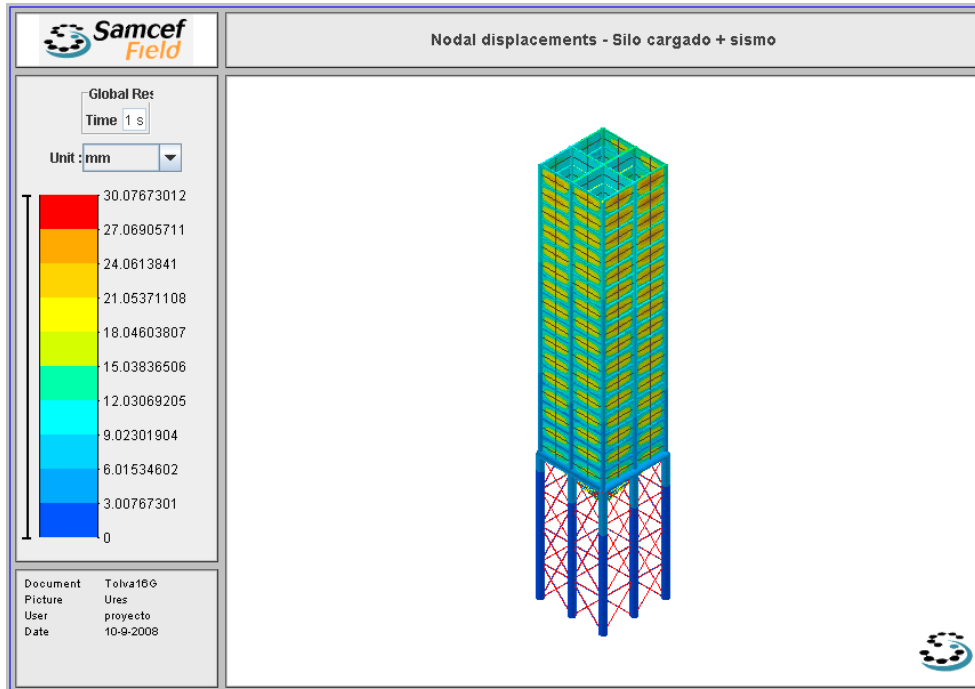 Samcef
Field
Nodal displacements - Silo cargado + sismo
Global Res
Time 1 s
Unit : mm
30.07673012
27.06905711
24.0613841
21.05371108
18.04603807
15.03836506
12.03069205
9.02301904
6.01534602
3.00767301
0
Document Tolva16G
Picture Ures
User proyecto
Date 10-9-2008